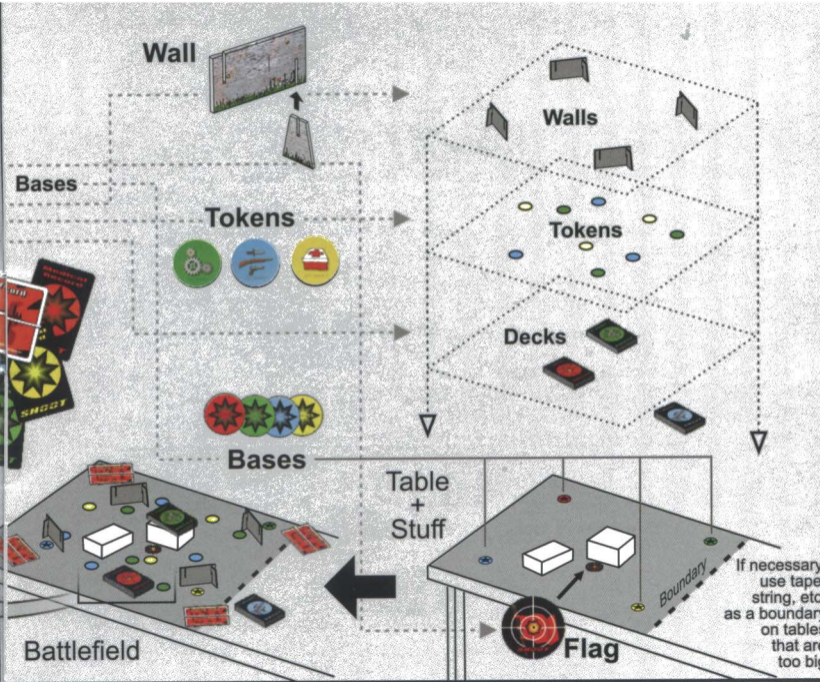 Wall
Walls
Bases
Tokens
Tokens
Decks
SHOOT
Bases
Table
+
Stuff
Boundary
If necessary,
use tape,
string, etc
as a boundary
on tables
that are
too big
Battlefield
Flag